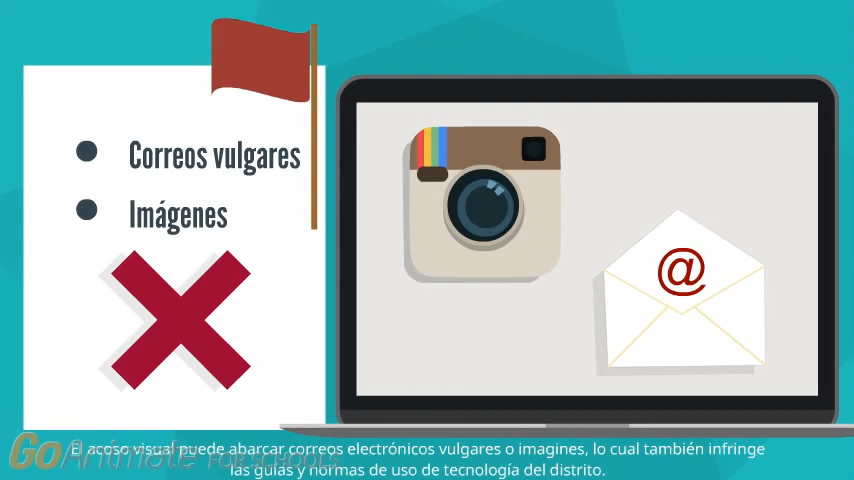 Correos vulgares
Imágenes
@
El acoso visual puede abarcar correos electrónicos vulgares o imagines, lo cual también infringe
las guías y normas de uso de tecnología del distrito.
GoAnimate FOR SCHOOLS